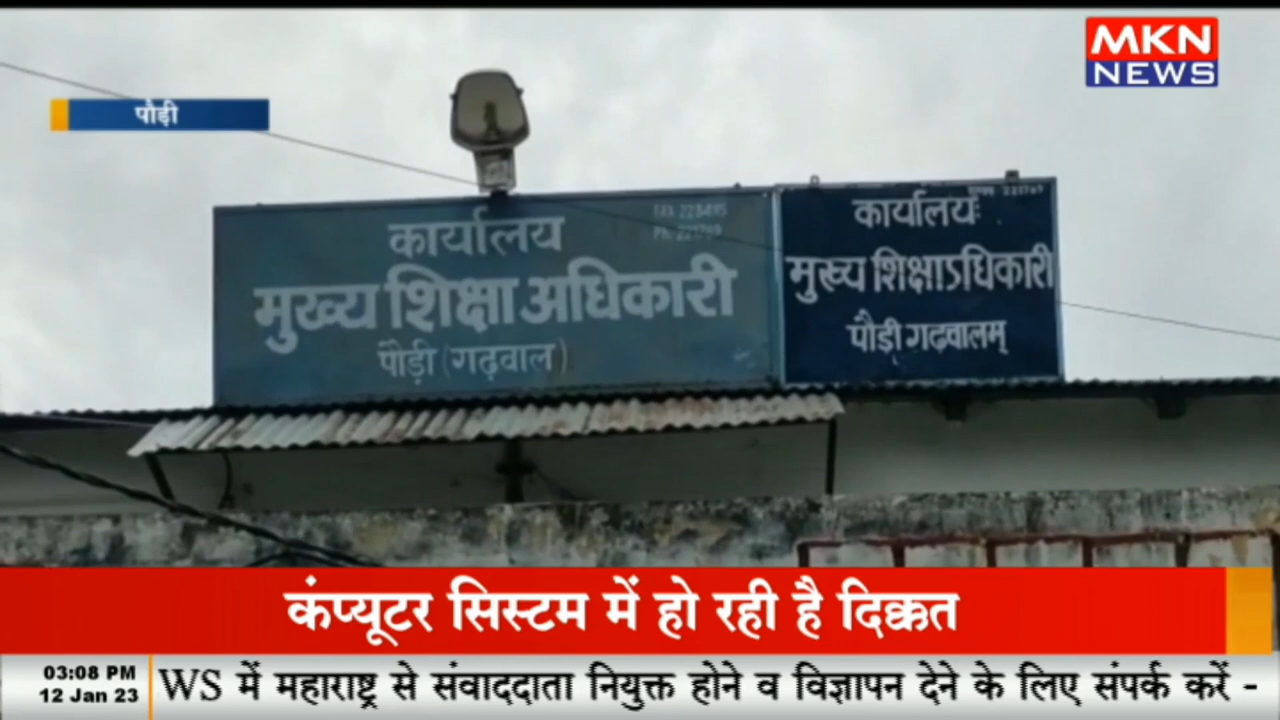 MKN
NEWS
पौड़ी
कार्यालय
मुख्य शिक्षा अधिकारी
पौड़ी (गढ़वाल)
कार्यालयः
मुख्य शिक्षाऽधिकारी
पौड़ी गढ़वालम्
कंप्यूटर सिस्टम में हो रही है दिक्कत
03:08 PM
12 Jan 23
WS में महाराष्ट्र से संवाददाता नियुक्त होने व विज्ञापन देने के लिए संपर्क करें -